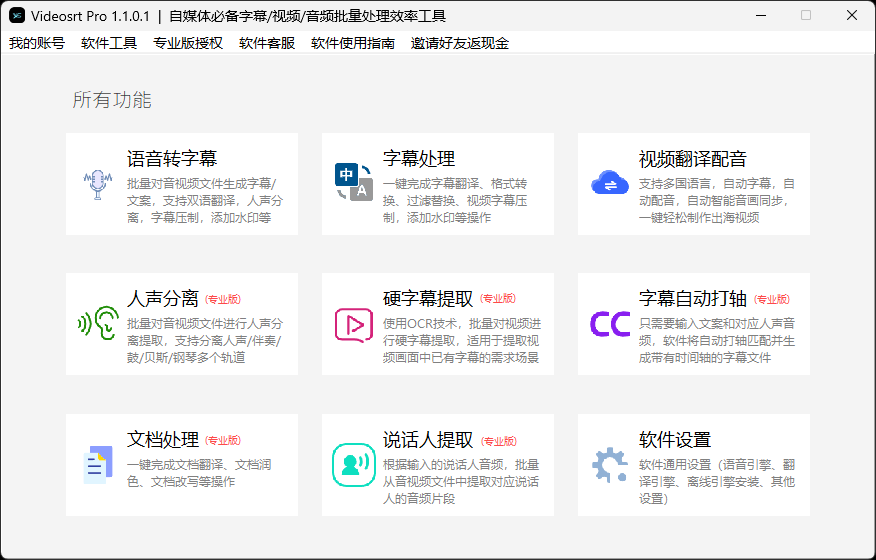 Videosrt Pro 1.1.0.1 | 自媒体必备字幕/视频/音频批量处理效率工具
我的账号 软件工具 专业版授权 软件客服 软件使用指南 邀请好友返现金
所有功能
语音转字幕
批量对音视频文件生成字幕/
文案，支持双语翻译，人声分
离，字幕压制，添加水印等
中
A
字幕处理
一键完成字幕翻译、格式转
换、过滤替换、视频字幕压
制，添加水印等操作
视频翻译配音
支持多国语言，自动字幕，自
动配音，自动智能音画同步，
一键轻松制作出海视频
人声分离 (专业版)
批量对音视频文件进行人声分
离提取，支持分离人声/伴奏/
鼓/贝斯/钢琴多个轨道
硬字幕提取 (专业版)
使用OCR技术，批量对视频进
行硬字幕提取，适用于提取视
频画面中已有字幕的需求场景
CC
字幕自动打轴 (专业版)
只需要输入文案和对应人声音
频，软件将自动打轴匹配并生
成带有时间轴的字幕文件
文档处理 (专业版)
一键完成文档翻译、文档润
色、文档改写等操作
说话人提取 (专业版)
根据输入的说话人音频，批量
从音视频文件中提取对应说话
人的音频片段
软件设置
软件通用设置（语音引擎、翻
译引擎、离线引擎安装、其他
设置）